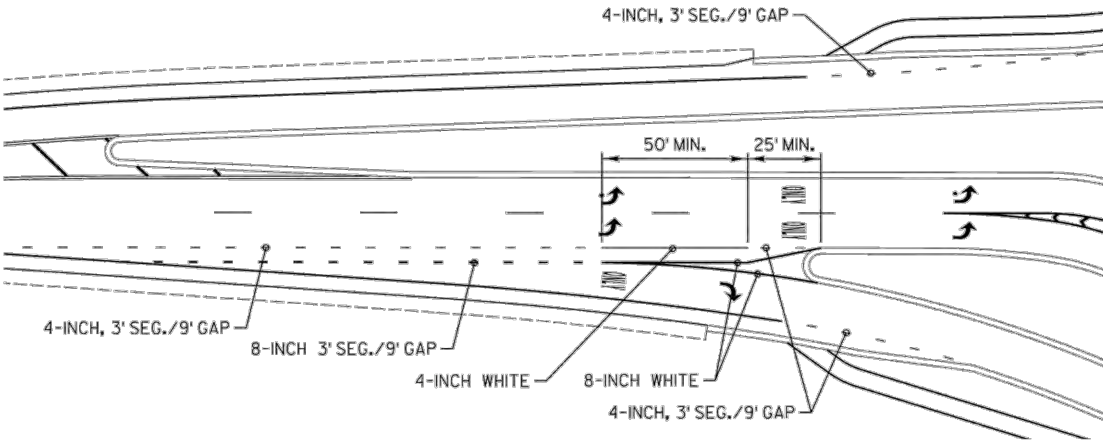 4-INCH, 3' SEG./9' GAP
50' MIN.
25' MIN.
ONLY
ONLY
ONLY
4-INCH, 3' SEG./9' GAP
8-INCH 3' SEG./9' GAP
4-INCH WHITE
8-INCH WHITE
4-INCH, 3' SEG./9' GAP